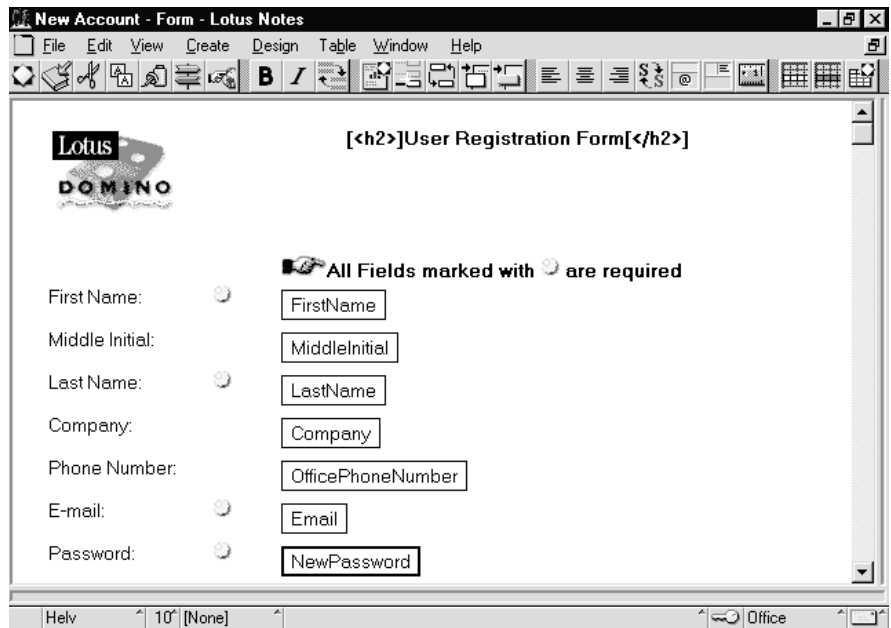 New Account - Form - Lotus Notes
File Edit View Create Design Table Window Help
B I @
Lotus
DOMINO
[<h2>]User Registration Form[</h2>]
All Fields marked with are required
First Name: FirstName
Middle Initial: MiddleInitial
Last Name: LastName
Company: Company
Phone Number: OfficePhoneNumber
E-mail: Email
Password: NewPassword
Helv 10 [None] Office